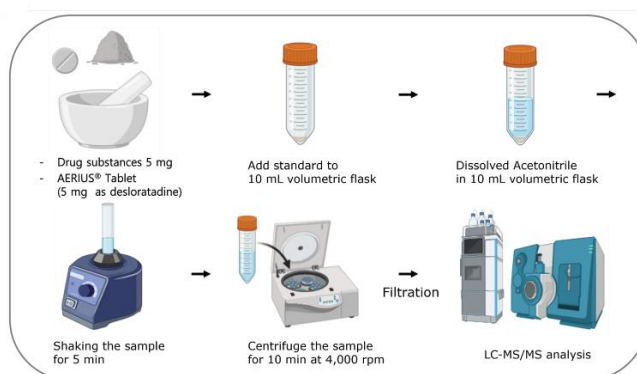 - Drug substances 5 mg
- AERIUS® Tablet
(5 mg as desloratadine)
Add standard to
10 mL volumetric flask
Dissolved Acetonitrile
in 10 mL volumetric flask
Shaking the sample
for 5 min
Centrifuge the sample
for 10 min at 4,000 rpm
Filtration
LC-MS/MS analysis